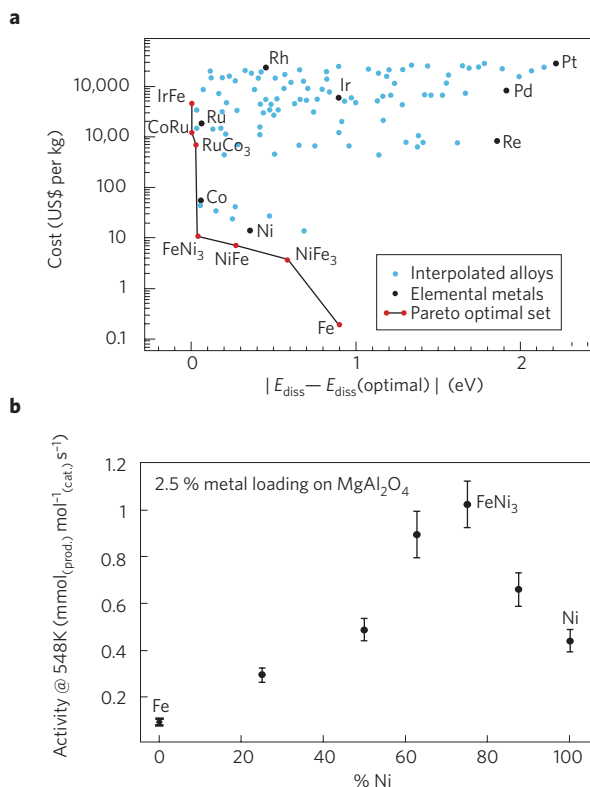 a
Cost (US$ per kg)
10,000
10,00
100
10
1
0.1
0
1
2
| E_diss — E_diss(optimal) | (eV)
Rh
Pt
Ir
Pd
IrFe
Ru
CoRu
RuCo₃
Re
Co
Ni
FeNi₃
NiFe
NiFe₃
Fe
Interpolated alloys
Elemental metals
Pareto optimal set
b
Activity @ 548K (mmol(prod.) mol⁻¹(cat.) s⁻¹)
1.2
1
0.8
0.6
0.4
0.2
2.5 % metal loading on MgAl₂O₄
FeNi₃
Ni
Fe
0
20
40
60
80
100
% Ni